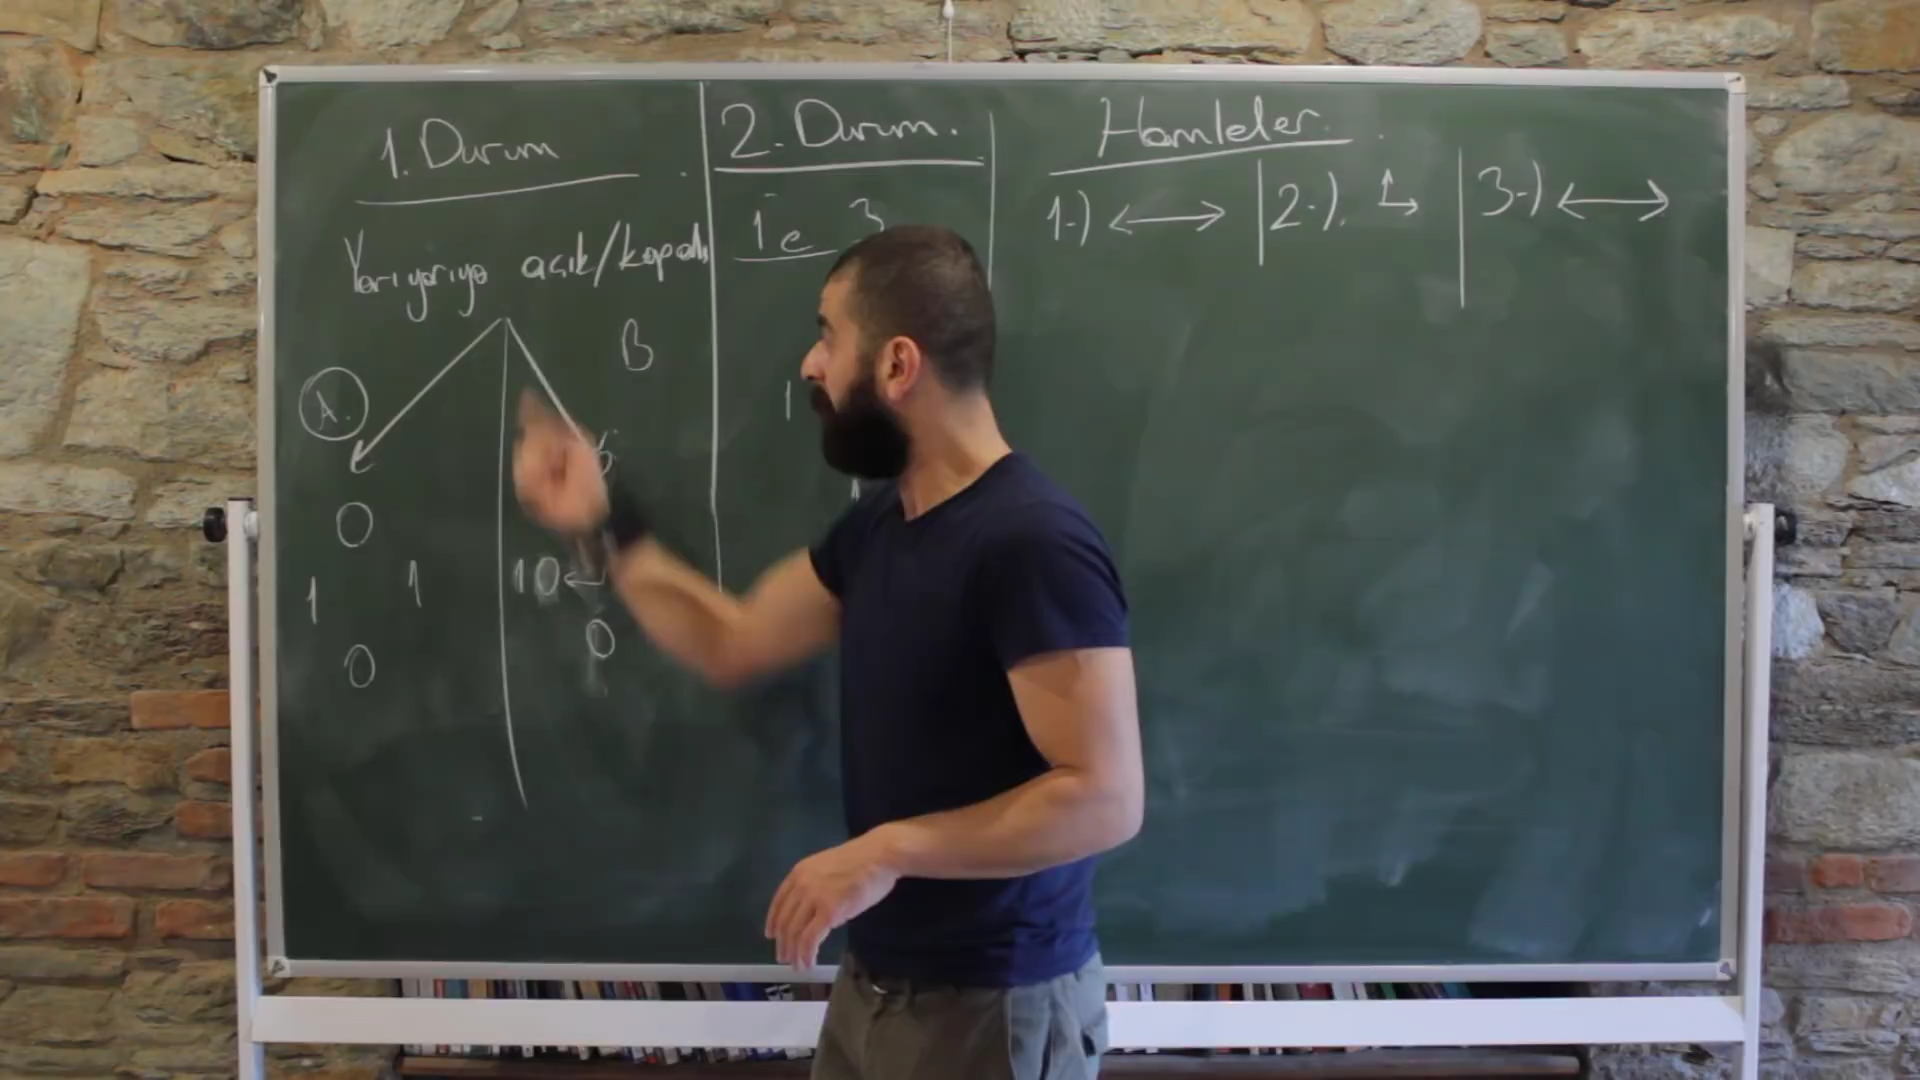 1. Durum
Yarıyarıya açık/kapalı
A.
B
0
1 1
0
10
0
2. Durum.
1 e 3
1
Hamleler.
1-)
2-).
3-)